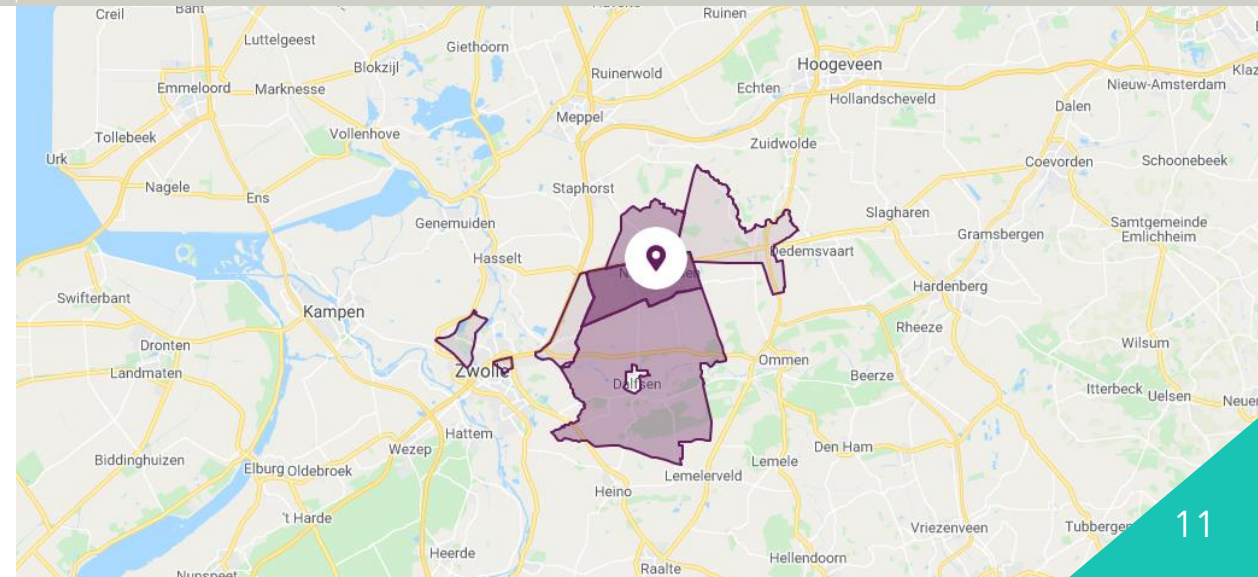 Creil
Bant
Ruinen
Luttelgeest
Giethoorn
Blokzijl
Ruinerwold
Hoogeveen
Emmeloord
Marknesse
Echten
Hollandscheveld
Nieuw-Amsterdam
Dalen
Meppel
Tollebeek
Vollenhove
Zuidwolde
Urk
Coevorden
Schoonebeek
Nagele
Ens
Staphorst
Genemuiden
Slagharen
Gramsbergen
Samtgemeinde
Emlichheim
Hasselt
Dedemsvaart
Hardenberg
Swifterbant
Kampen
Rheeze
Dronten
Wilsum
Landmaten
Zwolle
Ommen
Beerze
Dalfsen
Itterbeck
Uelsen
Hattem
Wezep
Den Ham
Biddinghuizen
Elburg
Oldebroek
Lemele
Lemelerveld
Heino
't Harde
Vriezenveen
Heerde
Hellendoorn
Raalte
11